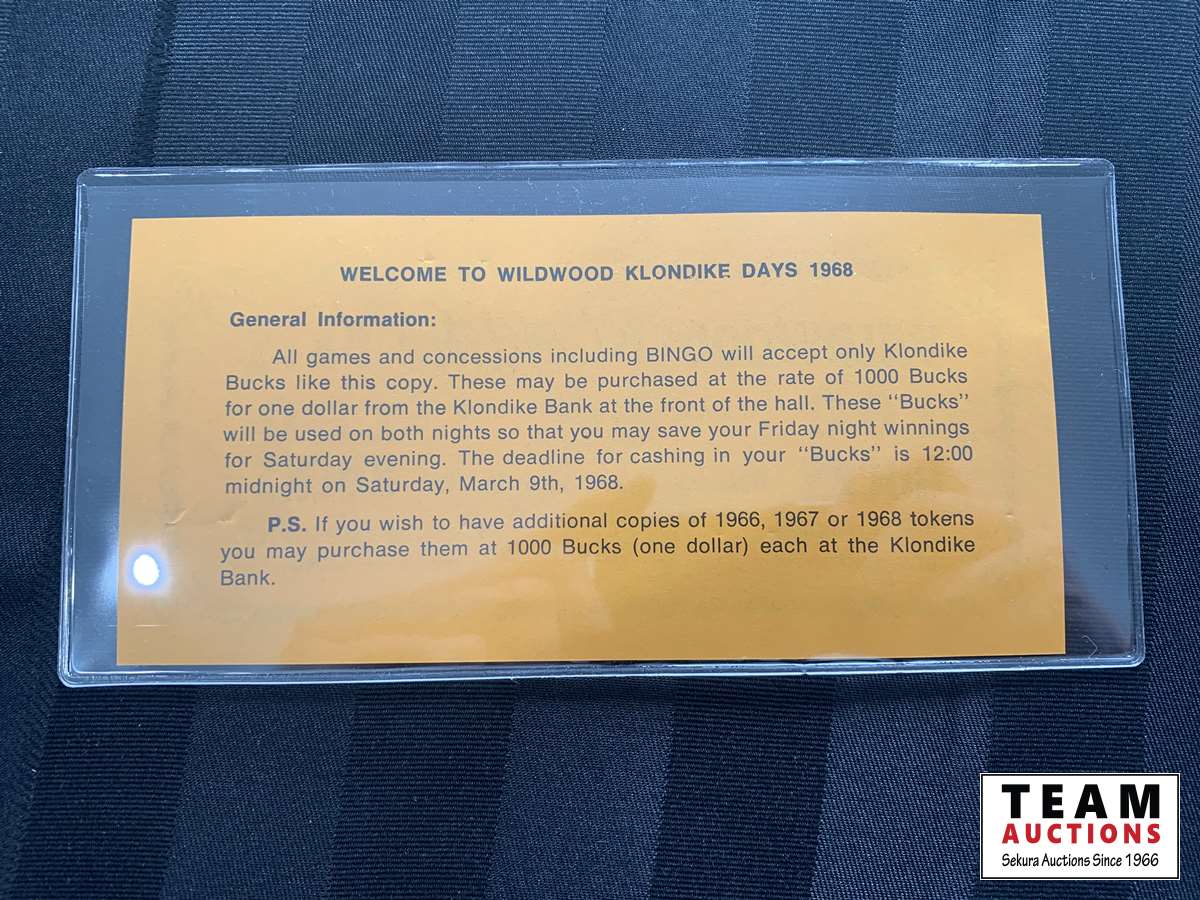 WELCOME TO WILDWOOD KLONDIKE DAYS 1968
General Information:
All games and concessions including BINGO will accept only Klondike
Bucks like this copy. These may be purchased at the rate of 1000 Bucks
for one dollar from the Klondike Bank at the front of the hall. These "Bucks"
will be used on both nights so that you may save your Friday night winnings
for Saturday evening. The deadline for cashing in your "Bucks" is 12:00
midnight on Saturday, March 9th, 1968.
P.S. If you wish to have additional copies of 1966, 1967 or 1968 tokens
you may purchase them at 1000 Bucks (one dollar) each at the Klondike
Bank.
TEAM
AUCTIONS
Sekura Auctions Since 1966